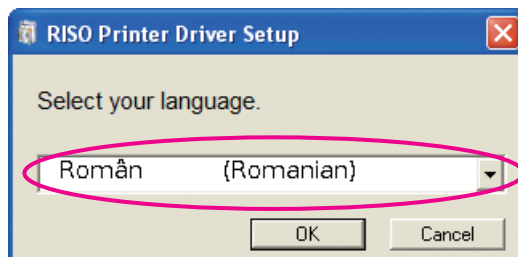 RISO Printer Driver Setup
Select your language.
Român (Romanian)
OK Cancel